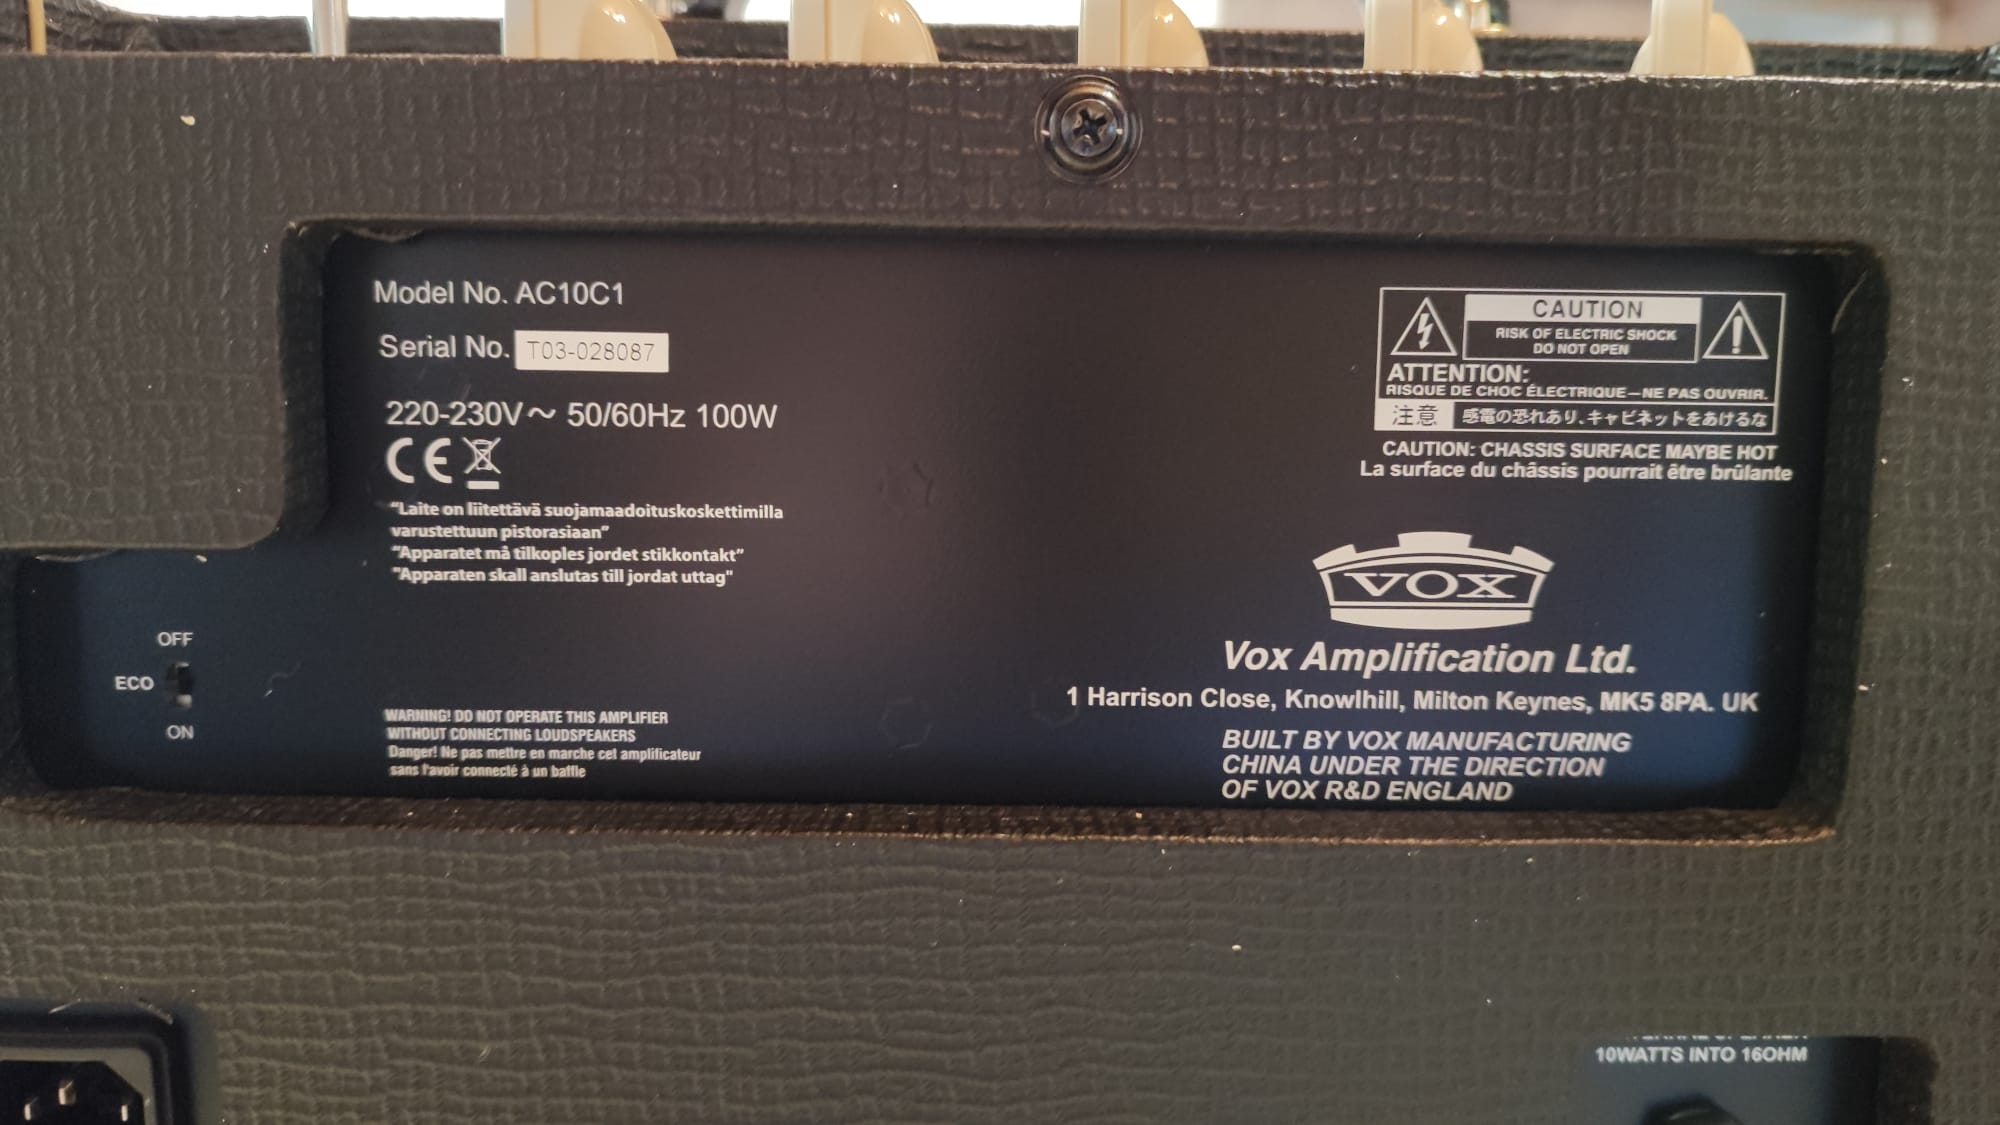 Model No. AC10C1
Serial No. T03-028087
220-230V～ 50/60Hz 100W
CE
"Laite on liitettävä suojamaadoituskoskettimilla
varustettuun pistorasiaan"
"Apparatet må tilkoples jordet stikkontakt"
"Apparaten skall anslutas till jordat uttag"
OFF
ECO
ON
WARNING! DO NOT OPERATE THIS AMPLIFIER
WITHOUT CONNECTING LOUDSPEAKERS
Danger! Ne pas mettre en marche cet amplificateur
sans l'avoir connecté à un baffle
CAUTION
RISK OF ELECTRIC SHOCK
DO NOT OPEN
ATTENTION:
RISQUE DE CHOC ÉLECTRIQUE—NE PAS OUVRIR.
注意 感電の恐れあり、キャビネットをあけるな
CAUTION: CHASSIS SURFACE MAYBE HOT
La surface du châssis pourrait être brûlante
VOX
Vox Amplification Ltd.
1 Harrison Close, Knowlhill, Milton Keynes, MK5 8PA. UK
BUILT BY VOX MANUFACTURING
CHINA UNDER THE DIRECTION
OF VOX R&D ENGLAND
10WATTS INTO 16OHM